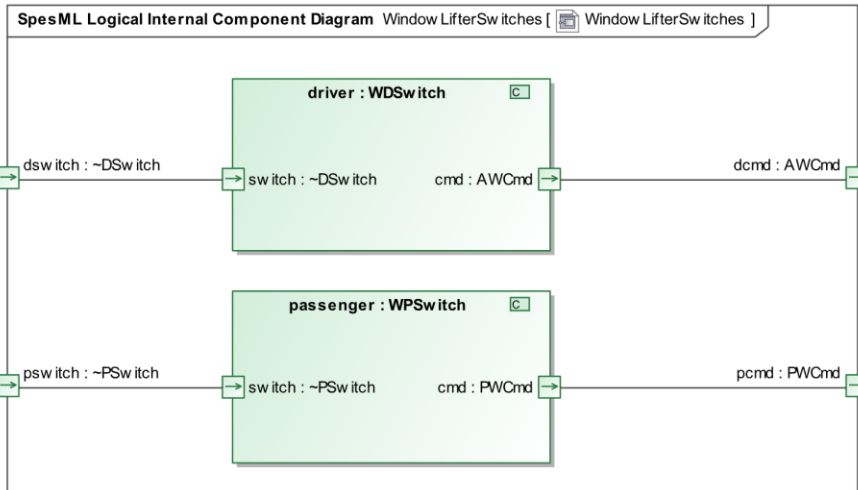 SpesML Logical Internal Component Diagram Window LifterSwitches [ Window LifterSwitches ]
driver : WDSwitch C
dswitch : ~DSwitch
switch : ~DSwitch
cmd : AWCmd
dcmd : AWCmd
passenger : WPSwitch C
pswitch : ~PSwitch
switch : ~PSwitch
cmd : PWCmd
pcmd : PWCmd